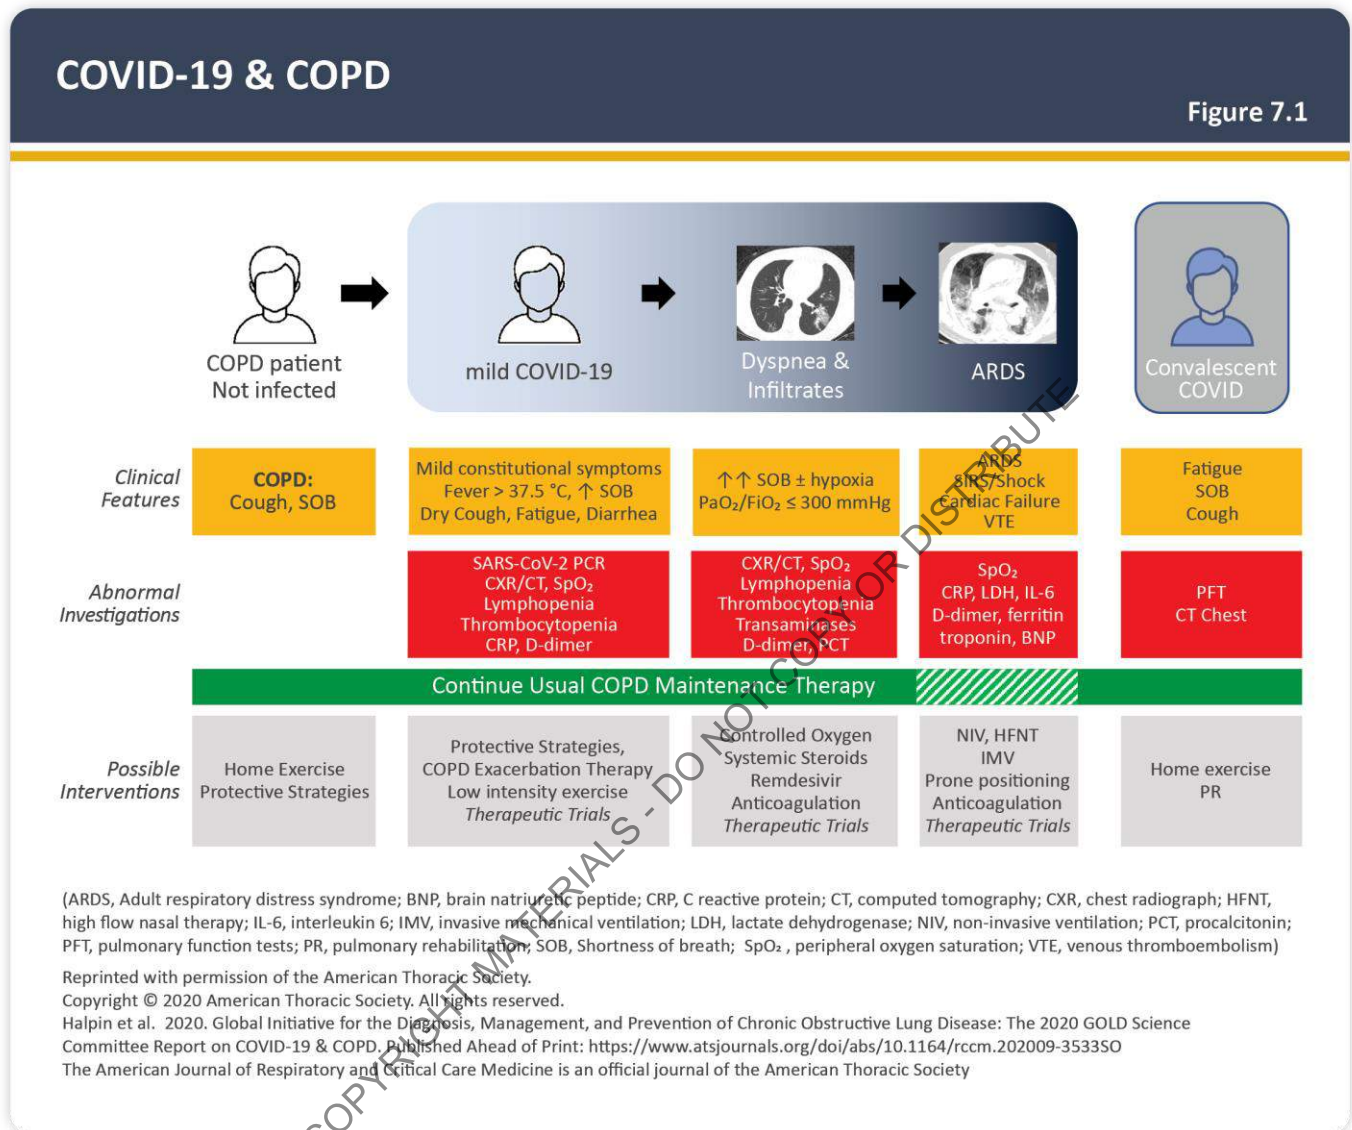 COVID-19 & COPD
Figure 7.1
COPD patient
Not infected
mild COVID-19
Dyspnea &
Infiltrates
ARDS
Convalescent
COVID
Clinical
Features
COPD:
Cough, SOB
Mild constitutional symptoms
Fever > 37.5 °C, ↑ SOB
Dry Cough, Fatigue, Diarrhea
↑↑ SOB ± hypoxia
PaO₂/FiO₂ ≤ 300 mmHg
ARDS
SIRS/Shock
Cardiac Failure
VTE
Fatigue
SOB
Cough
Abnormal
Investigations
SARS-CoV-2 PCR
CXR/CT, SpO₂
Lymphopenia
Thrombocytopenia
CRP, D-dimer
CXR/CT, SpO₂
Lymphopenia
Thrombocytopenia
Transaminases
D-dimer, PCT
SpO₂
CRP, LDH, IL-6
D-dimer, ferritin
troponin, BNP
PFT
CT Chest
Continue Usual COPD Maintenance Therapy
Possible
Interventions
Home Exercise
Protective Strategies
Protective Strategies,
COPD Exacerbation Therapy
Low intensity exercise
Therapeutic Trials
Controlled Oxygen
Systemic Steroids
Remdesivir
Anticoagulation
Therapeutic Trials
NIV, HFNT
IMV
Prone positioning
Anticoagulation
Therapeutic Trials
Home exercise
PR
(ARDS, Adult respiratory distress syndrome; BNP, brain natriuretic peptide; CRP, C reactive protein; CT, computed tomography; CXR, chest radiograph; HFNT,
high flow nasal therapy; IL-6, interleukin 6; IMV, invasive mechanical ventilation; LDH, lactate dehydrogenase; NIV, non-invasive ventilation; PCT, procalcitonin;
PFT, pulmonary function tests; PR, pulmonary rehabilitation; SOB, Shortness of breath; SpO₂ , peripheral oxygen saturation; VTE, venous thromboembolism)
Reprinted with permission of the American Thoracic Society.
Copyright © 2020 American Thoracic Society. All rights reserved.
Halpin et al. 2020. Global Initiative for the Diagnosis, Management, and Prevention of Chronic Obstructive Lung Disease: The 2020 GOLD Science
Committee Report on COVID-19 & COPD. Published Ahead of Print: https://www.atsjournals.org/doi/abs/10.1164/rccm.202009-3533SO
The American Journal of Respiratory and Critical Care Medicine is an official journal of the American Thoracic Society
COPYRIGHT MATERIALS - DO NOT COPY OR DISTRIBUTE